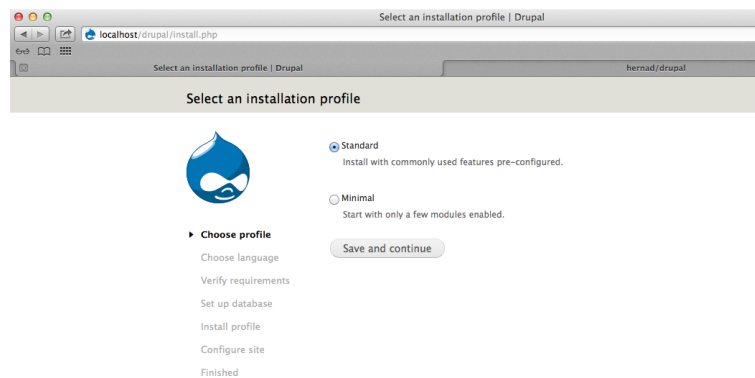 Select an installation profile | Drupal
localhost/drupal/install.php
Select an installation profile | Drupal
hernad/drupal
Select an installation profile
Standard
Install with commonly used features pre-configured.
Minimal
Start with only a few modules enabled.
Save and continue
Choose profile
Choose language
Verify requirements
Set up database
Install profile
Configure site
Finished